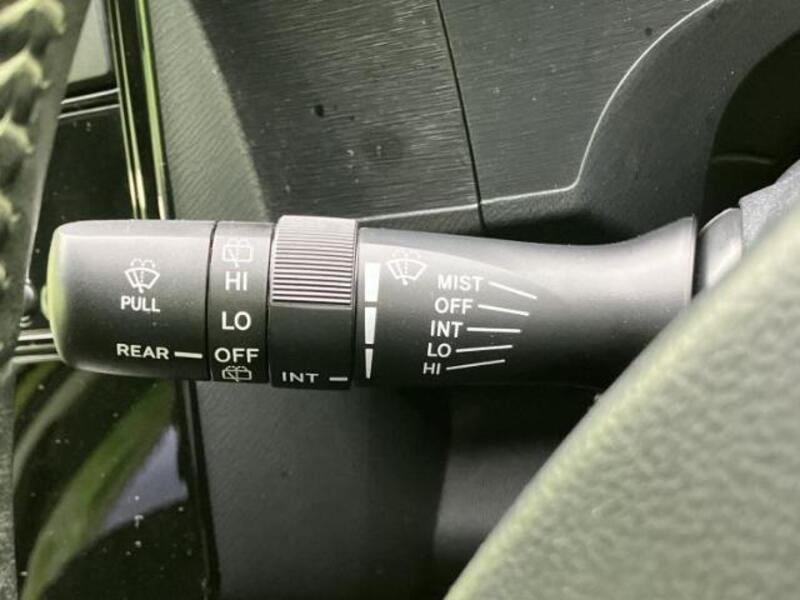 PULL
REAR
HI
LO
OFF
INT
MIST
OFF
INT
LO
HI